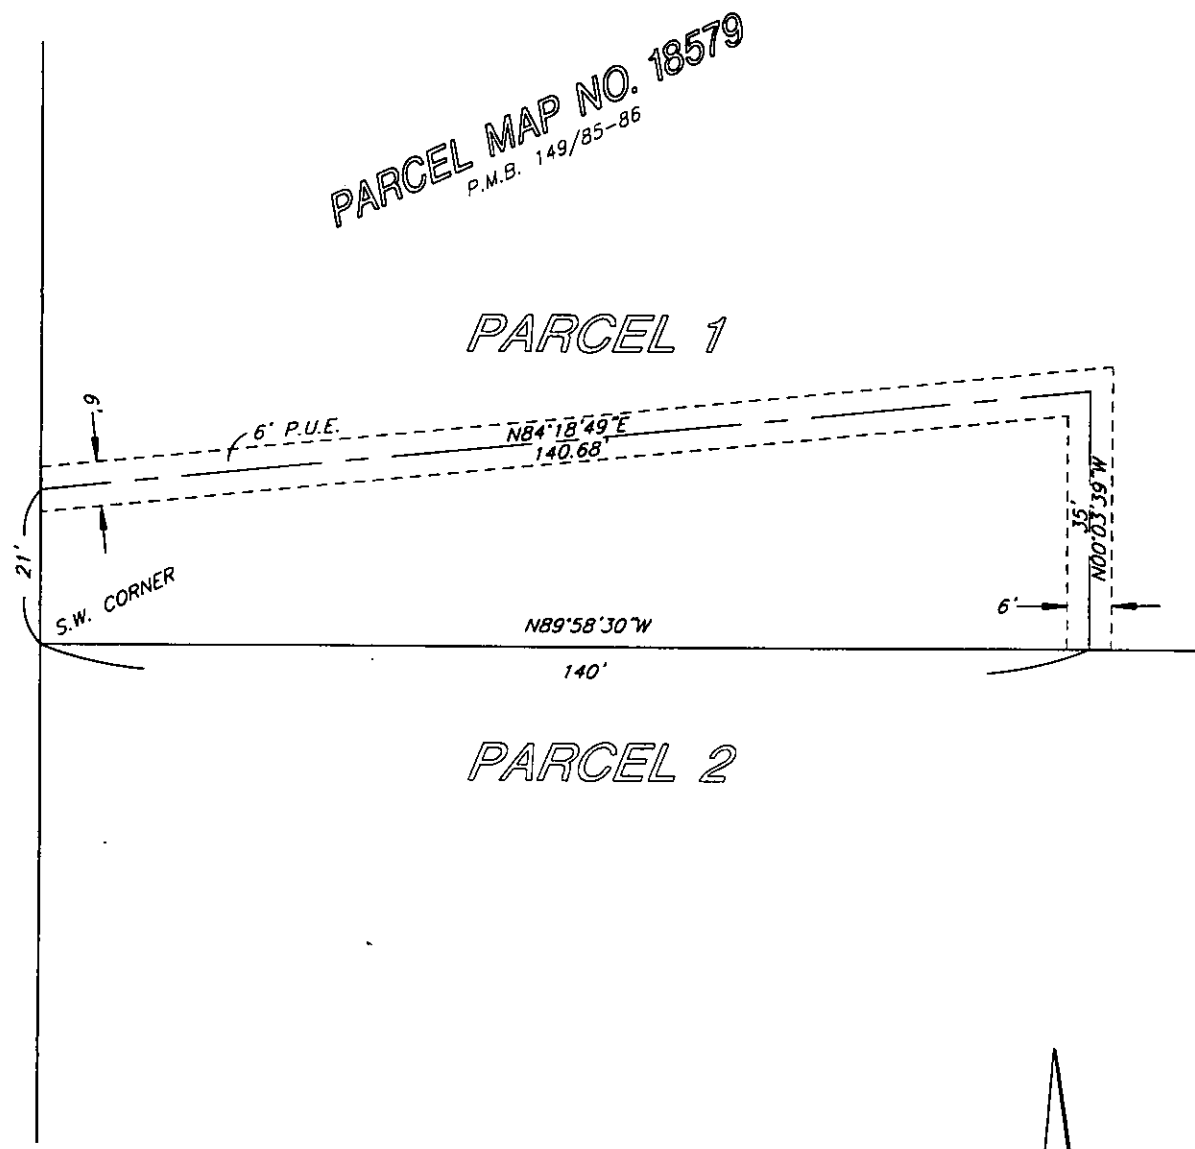 PARCEL MAP NO. 18579
P.M.B. 149/85-86
PARCEL 1
6'
6' P.U.E.
N84°18'49"E
140.68'
35'
N00°03'39"W
21'
S.W. CORNER
6'
N89°58'30"W
140'
PARCEL 2